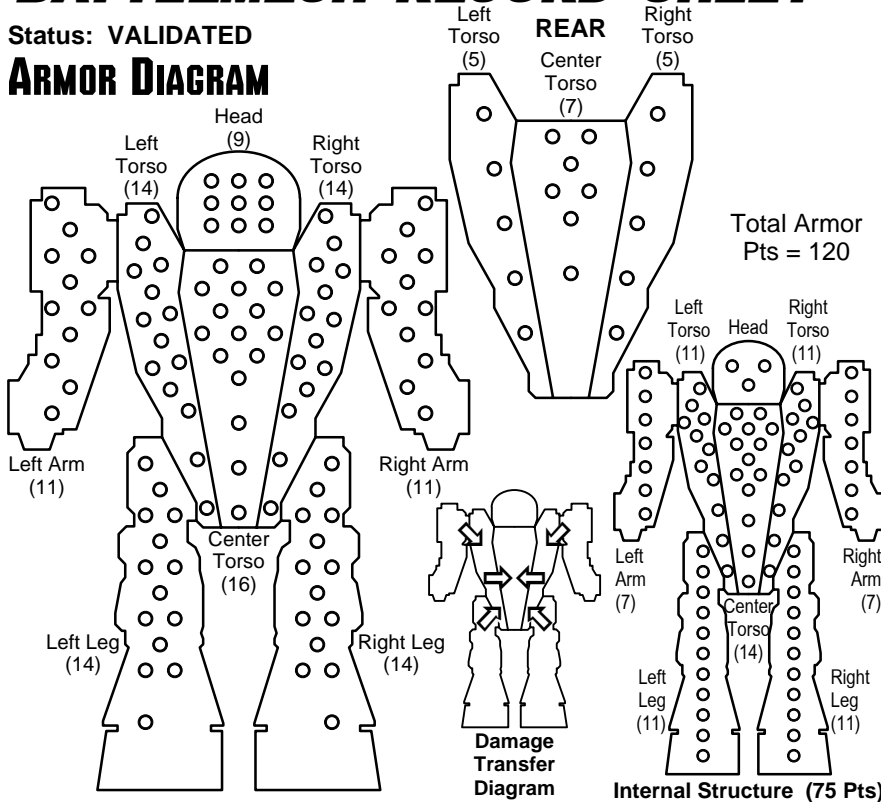 BATTLEMECH RECORD SHEET
Status: VALIDATED
ARMOR DIAGRAM
Head
(9)
Left
Torso
(14)
Right
Torso
(14)
Left Arm
(11)
Right Arm
(11)
Center
Torso
(16)
Left Leg
(14)
Right Leg
(14)
REAR
Left
Torso
(5)
Center
Torso
(7)
Right
Torso
(5)
Total Armor
Pts = 120
Left
Torso
(11)
Head
Right
Torso
(11)
Left
Arm
(7)
Right
Arm
(7)
Center
Torso
(14)
Left
Leg
(11)
Right
Leg
(11)
Damage
Transfer
Diagram
Internal Structure (75 Pts)